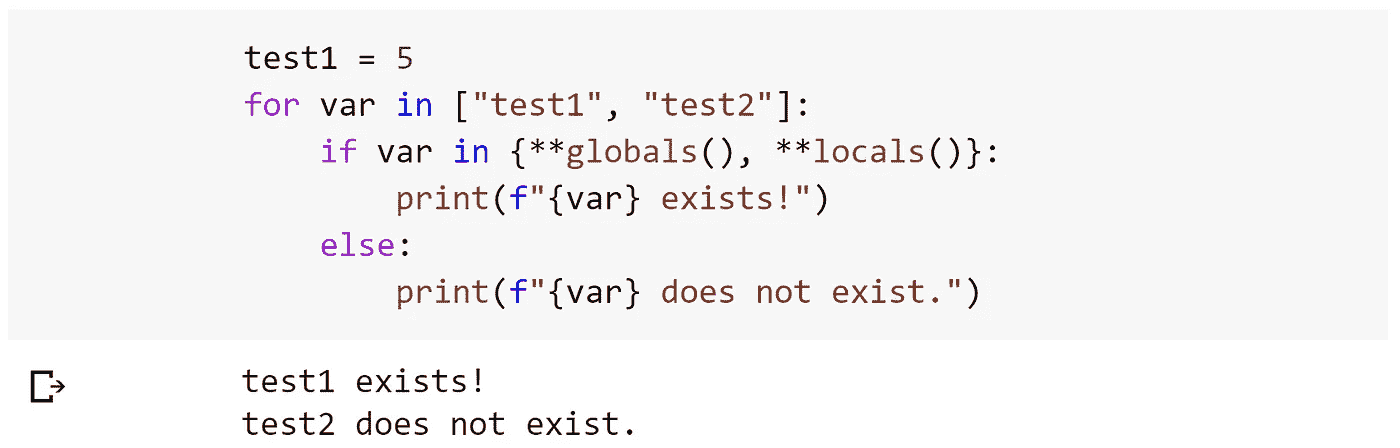 test1 = 5
for var in ["test1", "test2"]:
    if var in {**globals(), **locals()}:
        print(f"{var} exists!")
    else:
        print(f"{var} does not exist.")
test1 exists!
test2 does not exist.